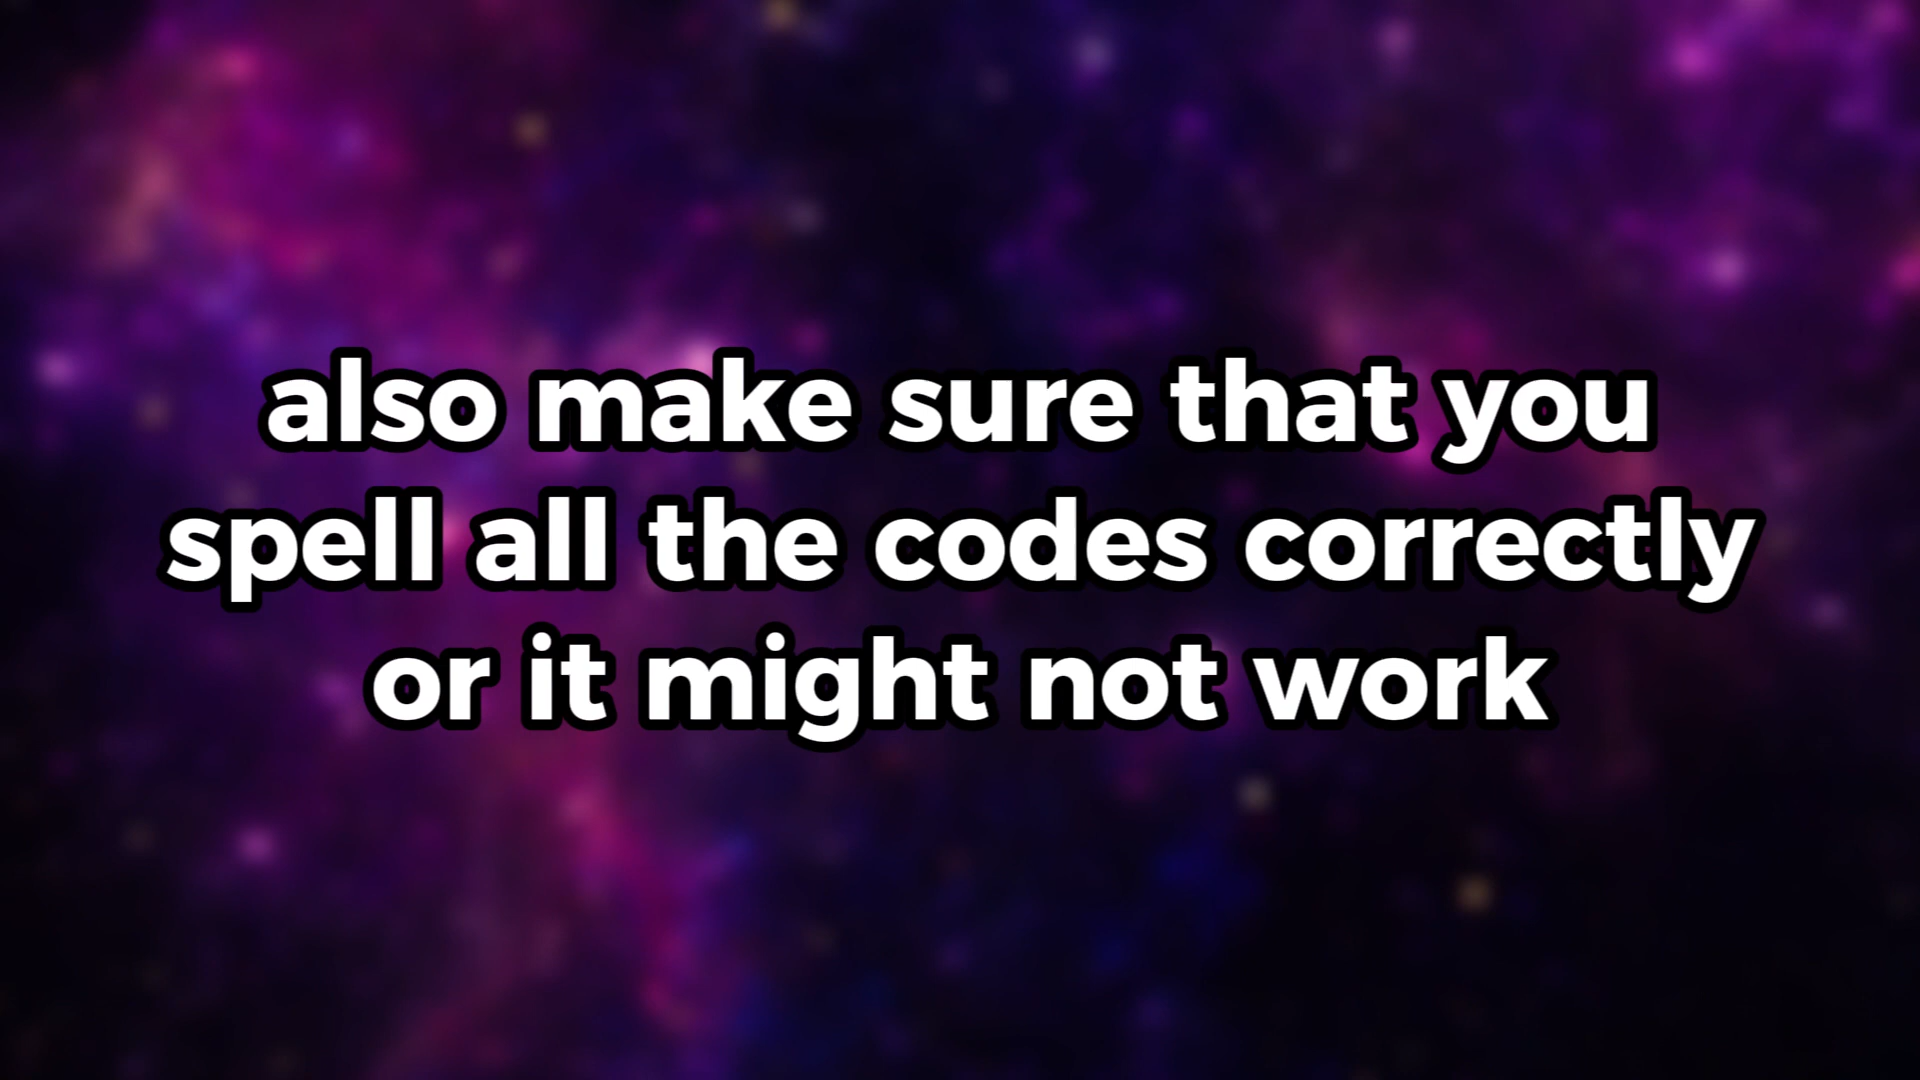 also make sure that you
spell all the codes correctly
or it might not work